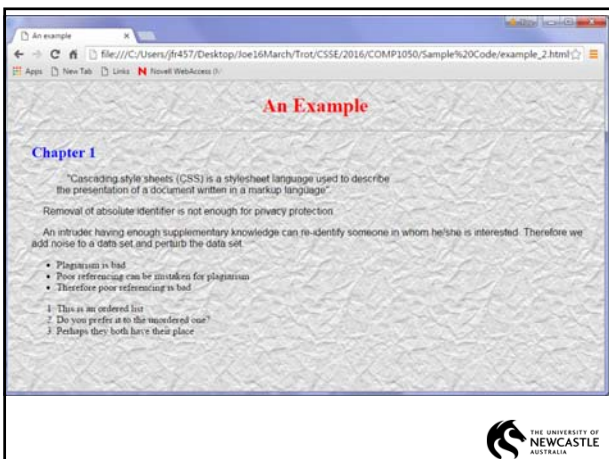 An example
file:///C:/Users/jfr457/Desktop/Joe16March/Trot/CSSE/2016/COMP1050/Sample%20Code/example_2.html
Apps New Tab Links Novell WebAccess
An Example
Chapter 1
"Cascading style sheets (CSS) is a stylesheet language used to describe
the presentation of a document written in a markup language".
Removal of absolute identifier is not enough for privacy protection
An intruder having enough supplementary knowledge can re-identify someone in whom he/she is interested. Therefore we
add noise to a data set and perturb the data set.
• Plagiarism is bad
• Poor referencing can be mistaken for plagiarism
• Therefore poor referencing is bad
1. This is an ordered list
2. Do you prefer it to the unordered one?
3. Perhaps they both have their place
THE UNIVERSITY OF
NEWCASTLE
AUSTRALIA